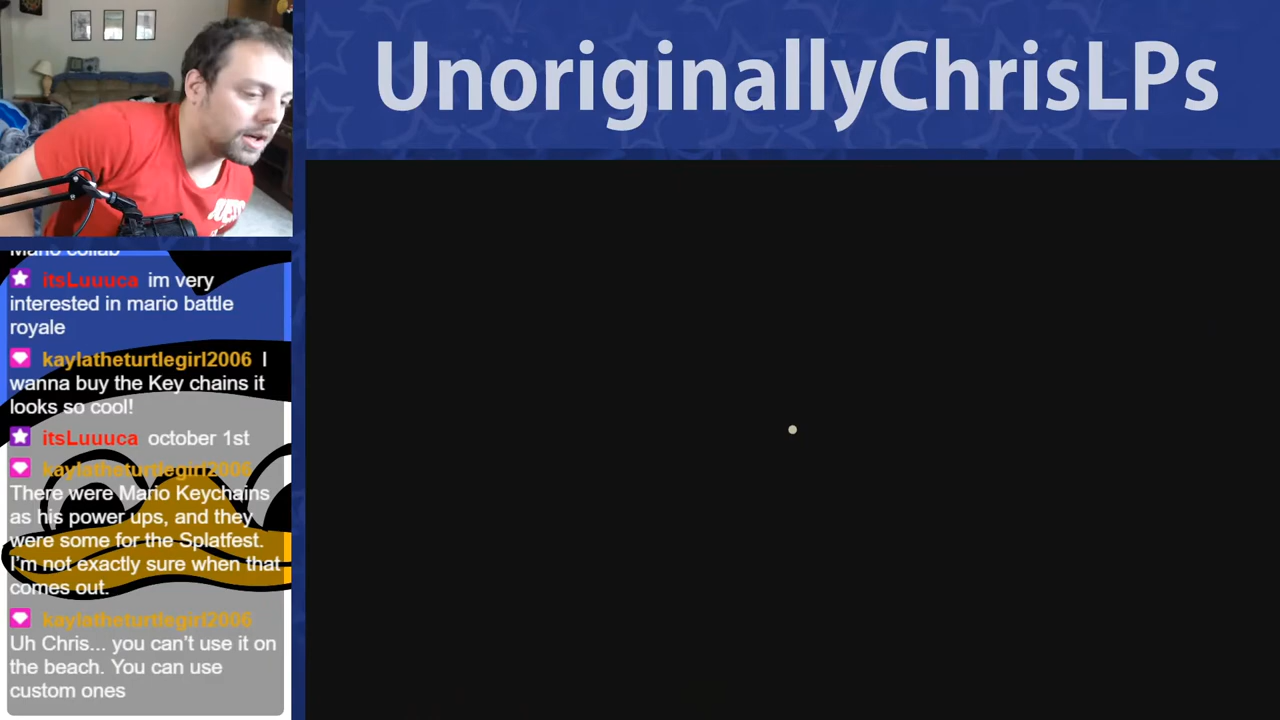 UnoriginallyChrisLPs
Mario collab
itsLuuuca im very
interested in mario battle
royale
kaylatheturtlegirl2006 I
wanna buy the Key chains it
looks so cool!
itsLuuuca october 1st
kaylatheturtlegirl2006
There were Mario Keychains
as his power ups, and they
were some for the Splatfest.
I'm not exactly sure when that
comes out.
kaylatheturtlegirl2006
Uh Chris... you can't use it on
the beach. You can use
custom ones